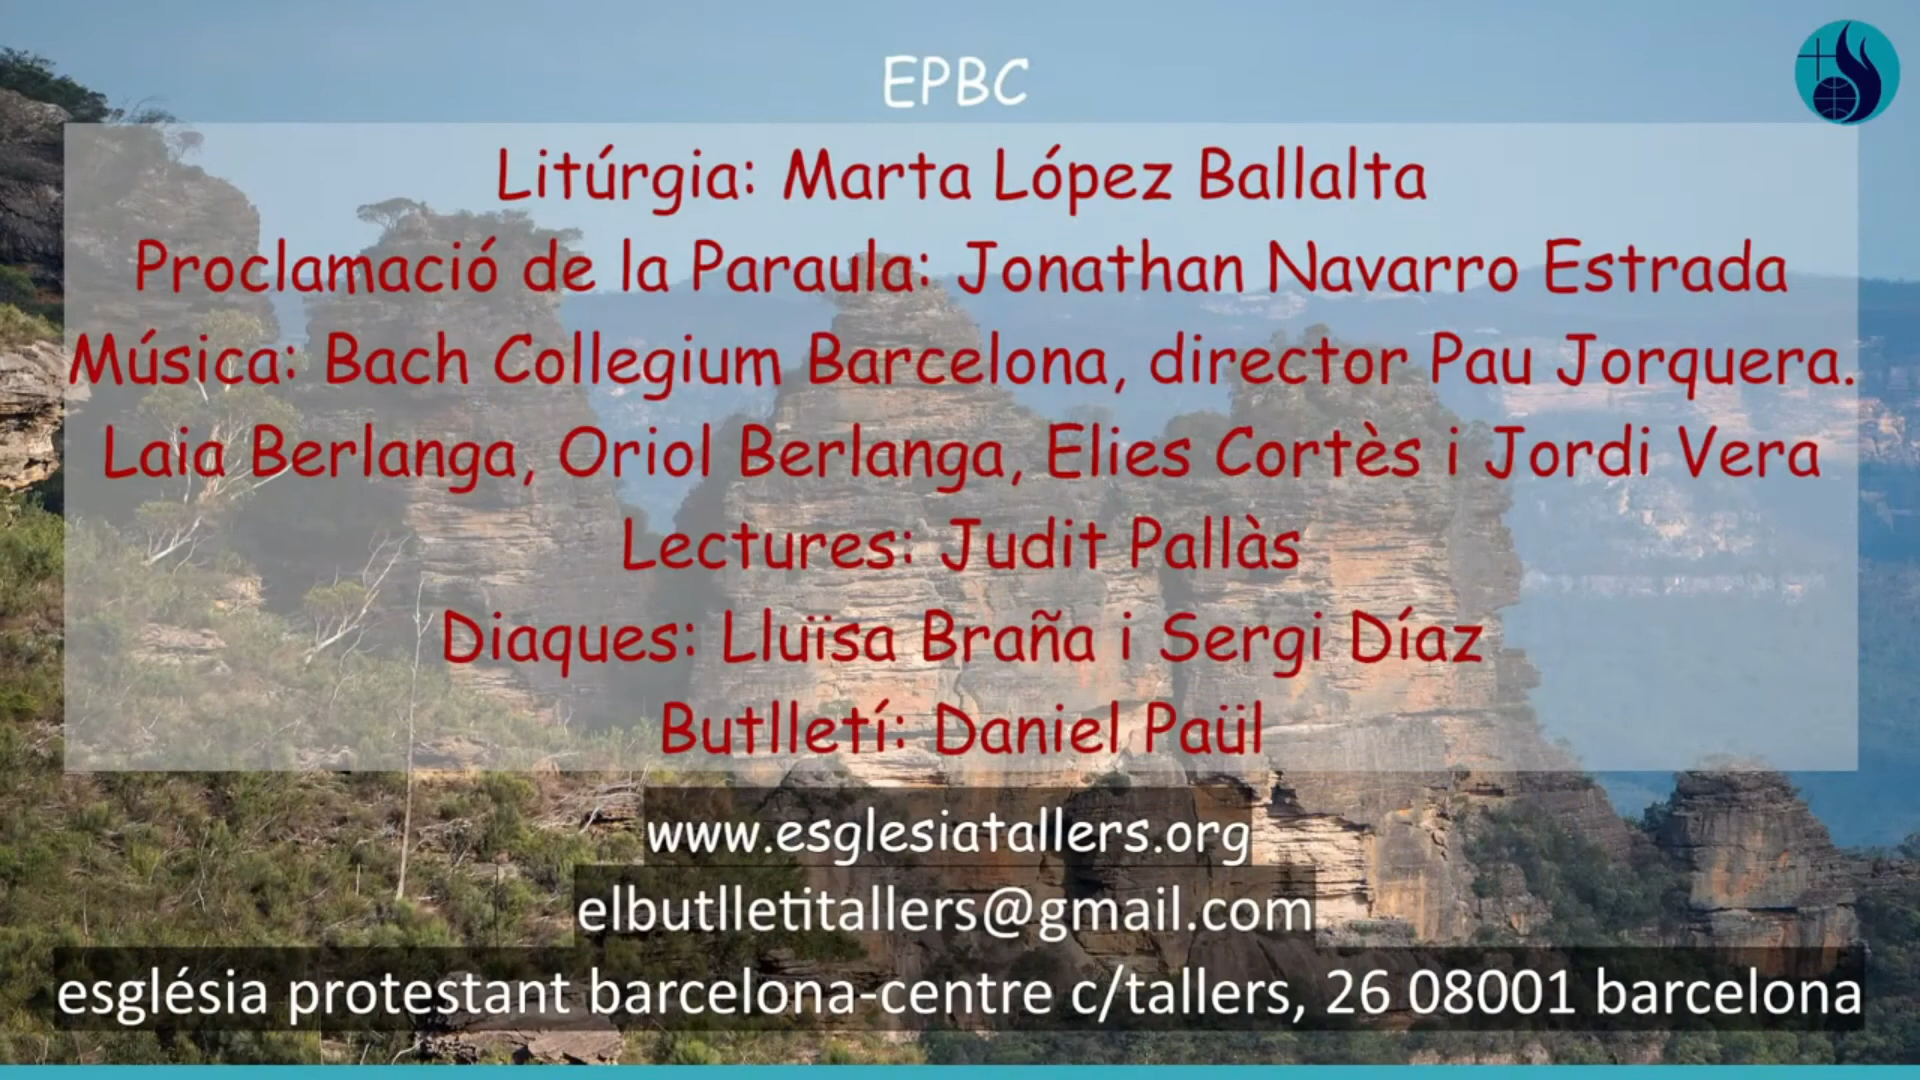 EPBC
Litúrgia: Marta López Ballalta
Proclamació de la Paraula: Jonathan Navarro Estrada
Música: Bach Collegium Barcelona, director Pau Jorquera.
Laia Berlanga, Oriol Berlanga, Elies Cortès i Jordi Vera
Lectures: Judit Pallàs
Diaques: Lluïsa Braña i Sergi Díaz
Butlletí: Daniel Paül
www.esglesiatallers.org
elbutlletitallers@gmail.com
església protestant barcelona-centre c/tallers, 26 08001 barcelona